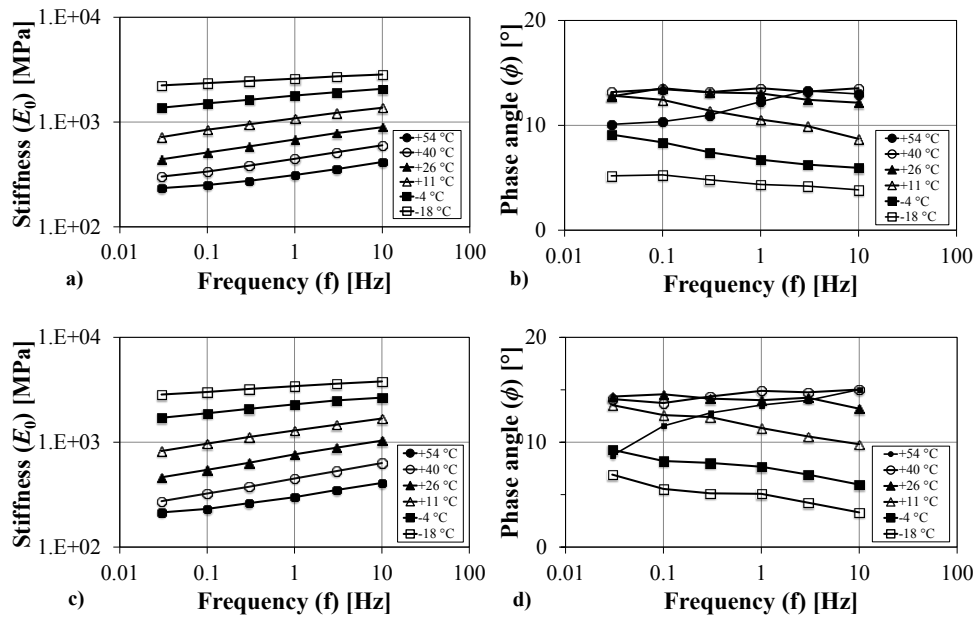 1.E+04
1.E+03
1.E+02
Stiffness (E0) [MPa]
+54 °C
+40 °C
+26 °C
+11 °C
-4 °C
-18 °C
0.01 0.1 1 10 100
a) Frequency (f) [Hz]
20
10
0
Phase angle (ϕ) [°]
+54 °C
+40 °C
+26 °C
+11 °C
-4 °C
-18 °C
0.01 0.1 1 10 100
b) Frequency (f) [Hz]
1.E+04
1.E+03
1.E+02
Stiffness (E0) [MPa]
+54 °C
+40 °C
+26 °C
+11 °C
-4 °C
-18 °C
0.01 0.1 1 10 100
c) Frequency (f) [Hz]
20
10
0
Phase angle (ϕ) [°]
+54 °C
+40 °C
+26 °C
+11 °C
-4 °C
-18 °C
0.01 0.1 1 10 100
d) Frequency (f) [Hz]